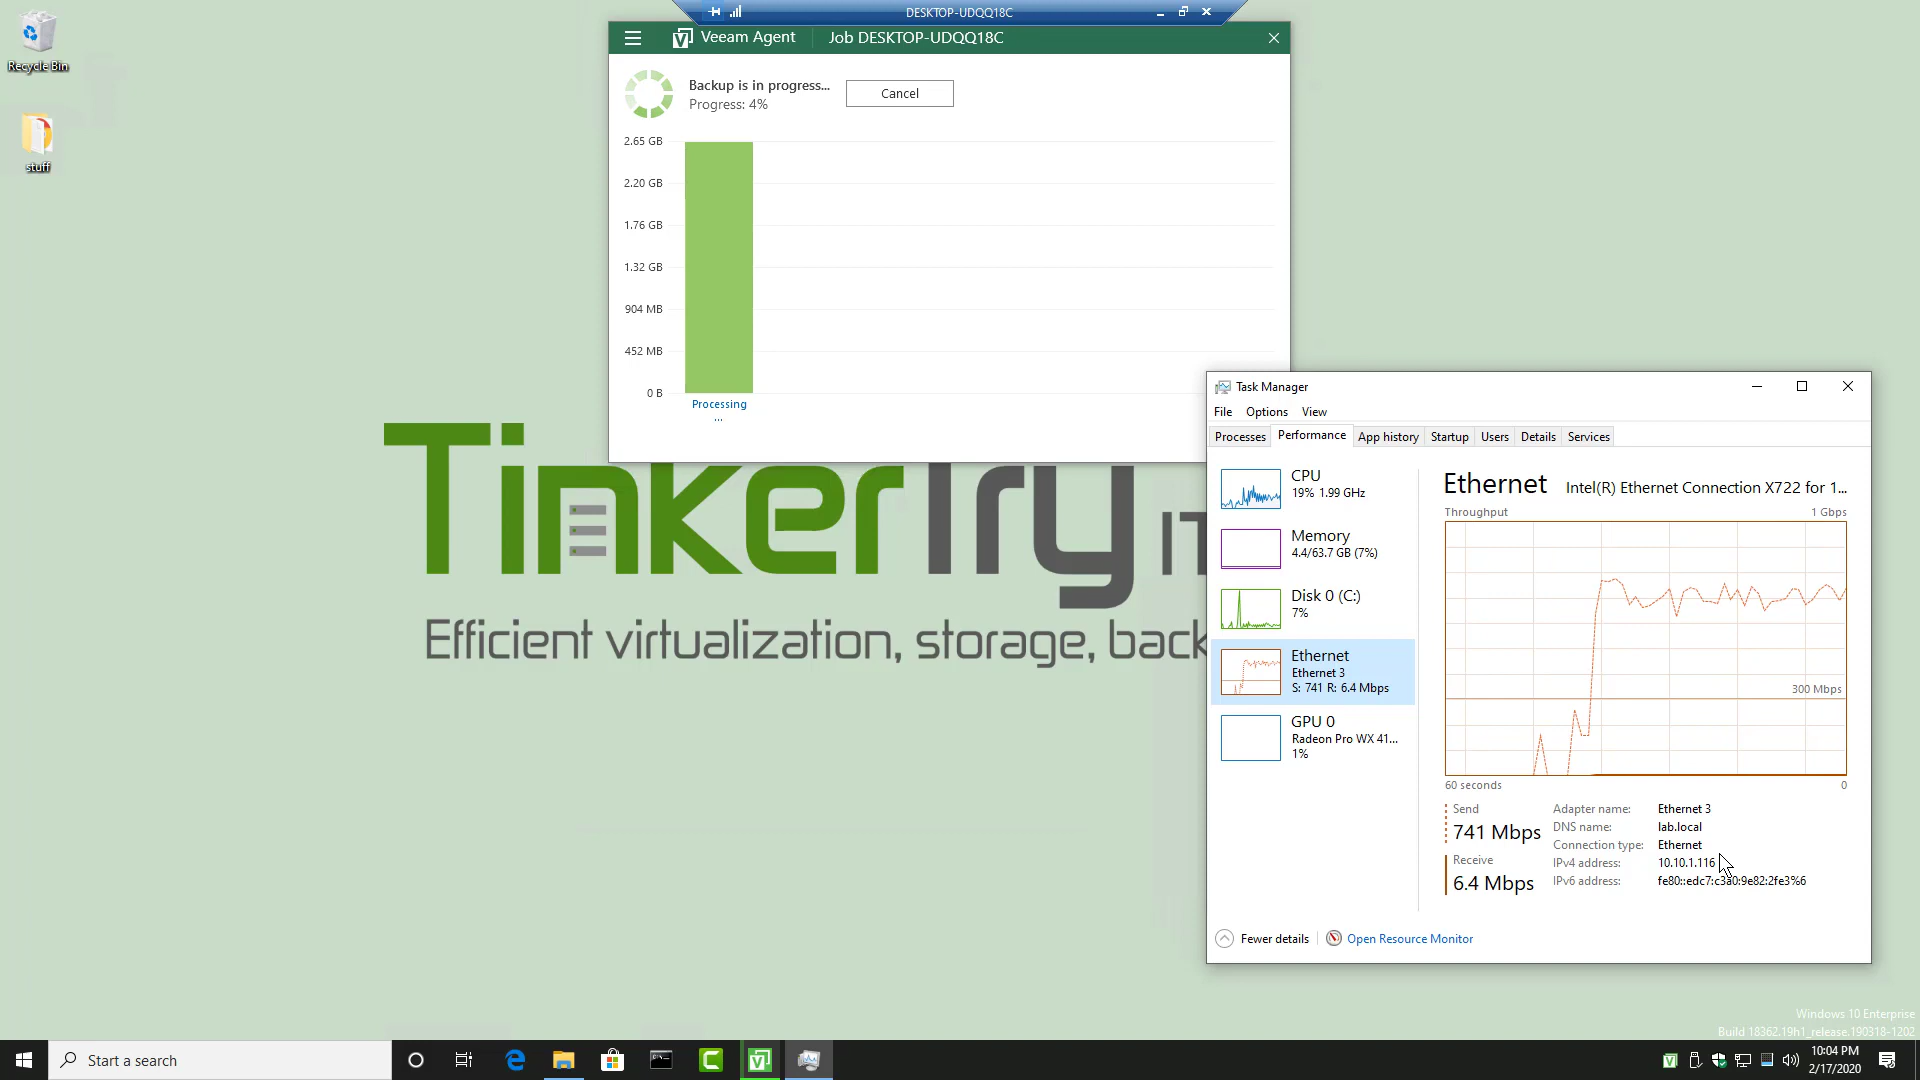 DESKTOP-UDQQ18C
Recycle Bin
stuff
Veeam Agent
Job DESKTOP-UDQQ18C
Backup is in progress...
Progress: 4%
Cancel
2.65 GB
2.20 GB
1.76 GB
1.32 GB
904 MB
452 MB
0 B
Processing
...
TinkerTry IT
Efficient virtualization, storage, back
Task Manager
File Options View
Processes Performance App history Startup Users Details Services
CPU
19% 1.99 GHz
Memory
4.4/63.7 GB (7%)
Disk 0 (C:)
7%
Ethernet
Ethernet 3
S: 741 R: 6.4 Mbps
GPU 0
Radeon Pro WX 41...
1%
Ethernet
Intel(R) Ethernet Connection X722 for 1...
Throughput
1 Gbps
300 Mbps
60 seconds
0
Send
741 Mbps
Receive
6.4 Mbps
Adapter name: Ethernet 3
DNS name: lab.local
Connection type: Ethernet
IPv4 address: 10.10.1.116
IPv6 address: fe80::edc7:c3a0:9e82:2fe3%6
Fewer details
Open Resource Monitor
Windows 10 Enterprise
Build 18362.19h1_release.190318-1202
Start a search
10:04 PM
2/17/2020